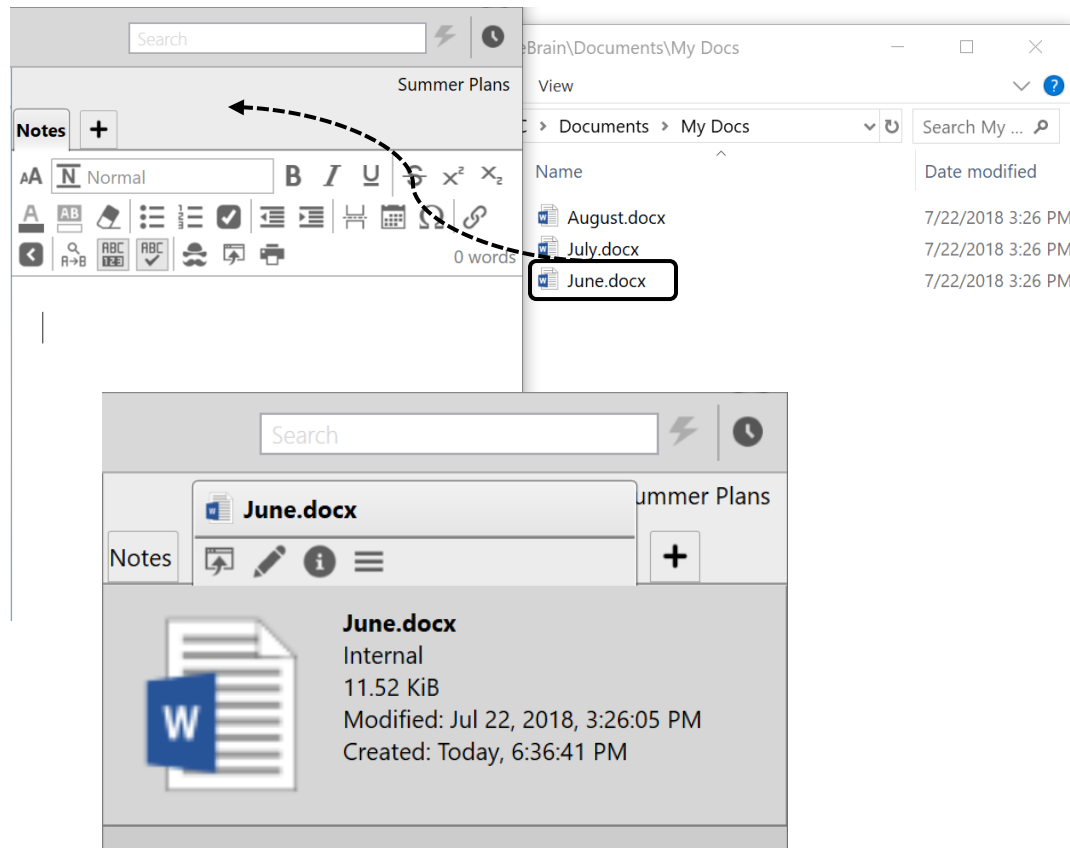 Search
Summer Plans
Notes
Normal
0 words
eBrain\Documents\My Docs
View
Documents > My Docs
Search My ...
Name
Date modified
August.docx
7/22/2018 3:26 PM
July.docx
7/22/2018 3:26 PM
June.docx
7/22/2018 3:26 PM
Search
June.docx
ummer Plans
Notes
June.docx
Internal
11.52 KiB
Modified: Jul 22, 2018, 3:26:05 PM
Created: Today, 6:36:41 PM